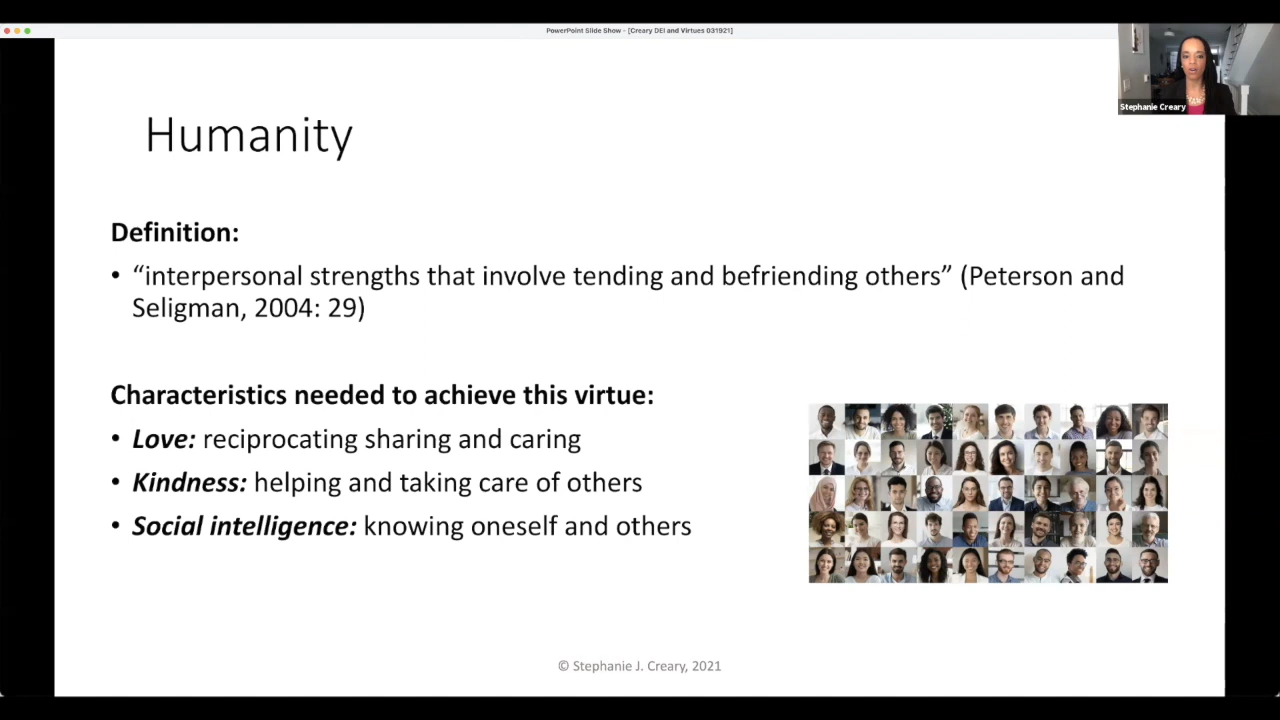 PowerPoint Slide Show - [Creary DEI and Virtues 031921]
Stephanie Creary
Humanity
Definition:
• “interpersonal strengths that involve tending and befriending others” (Peterson and
Seligman, 2004: 29)
Characteristics needed to achieve this virtue:
• Love: reciprocating sharing and caring
• Kindness: helping and taking care of others
• Social intelligence: knowing oneself and others
© Stephanie J. Creary, 2021